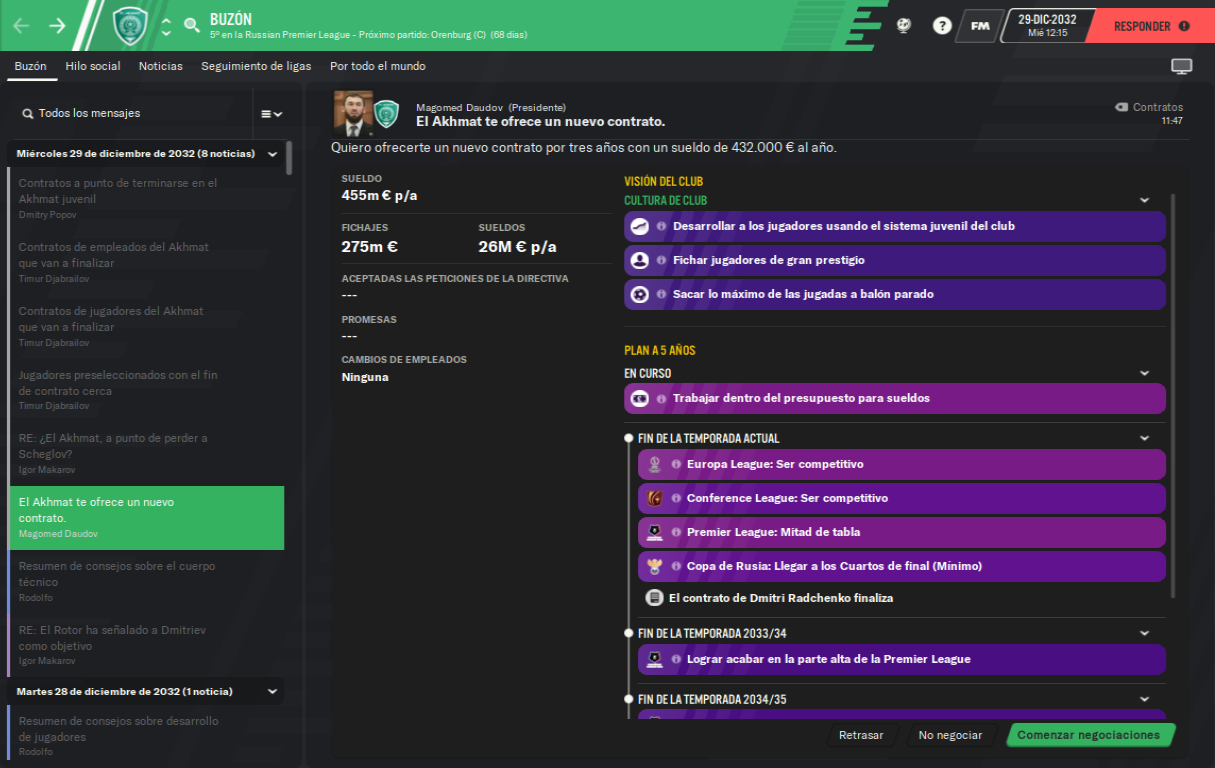 BUZÓN
5º en la Russian Premier League - Próximo partido: Orenburg (C) (68 dias)
FM
29-DIC-2032
Mié 12:15
RESPONDER
Buzón
Hilo social
Noticias
Seguimiento de ligas
Por todo el mundo
Todos los mensajes
Miércoles 29 de diciembre de 2032 (8 noticias)
Contratos a punto de terminarse en el
Akhmat juvenil
Dmitry Popov
Contratos de empleados del Akhmat
que van a finalizar
Timur Djabrailov
Contratos de jugadores del Akhmat
que van a finalizar
Timur Djabrailov
Jugadores preseleccionados con el fin
de contrato cerca
Timur Djabrailov
RE: ¿El Akhmat, a punto de perder a
Scheglov?
Igor Makarov
El Akhmat te ofrece un nuevo
contrato.
Magomed Daudov
Resumen de consejos sobre el cuerpo
técnico
Rodolfo
RE: El Rotor ha señalado a Dmitriev
como objetivo
Igor Makarov
Martes 28 de diciembre de 2032 (1 noticia)
Resumen de consejos sobre desarrollo
de jugadores
Rodolfo
Magomed Daudov (Presidente)
El Akhmat te ofrece un nuevo contrato.
Contratos
11:47
Quiero ofrecerte un nuevo contrato por tres años con un sueldo de 432.000 € al año.
SUELDO
455m € p/a
FICHAJES
SUELDOS
275m €
26M € p/a
ACEPTADAS LAS PETICIONES DE LA DIRECTIVA
---
PROMESAS
---
CAMBIOS DE EMPLEADOS
Ninguna
VISIÓN DEL CLUB
CULTURA DE CLUB
Desarrollar a los jugadores usando el sistema juvenil del club
Fichar jugadores de gran prestigio
Sacar lo máximo de las jugadas a balón parado
PLAN A 5 AÑOS
EN CURSO
Trabajar dentro del presupuesto para sueldos
FIN DE LA TEMPORADA ACTUAL
Europa League: Ser competitivo
Conference League: Ser competitivo
Premier League: Mitad de tabla
Copa de Rusia: Llegar a los Cuartos de final (Mínimo)
El contrato de Dmitri Radchenko finaliza
FIN DE LA TEMPORADA 2033/34
Lograr acabar en la parte alta de la Premier League
FIN DE LA TEMPORADA 2034/35
Retrasar
No negociar
Comenzar negociaciones